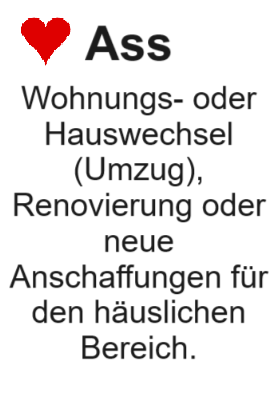 Ass
Wohnungs- oder
Hauswechsel
(Umzug),
Renovierung oder
neue
Anschaffungen für
den häuslichen
Bereich.